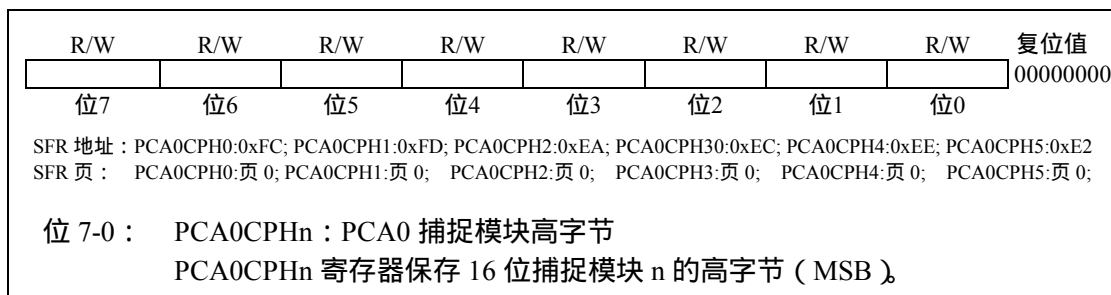 R/W R/W R/W R/W R/W R/W R/W R/W 复位值
00000000
位7 位6 位5 位4 位3 位2 位1 位0
SFR 地址：PCA0CPH0:0xFC; PCA0CPH1:0xFD; PCA0CPH2:0xEA; PCA0CPH30:0xEC; PCA0CPH4:0xEE; PCA0CPH5:0xE2
SFR 页： PCA0CPH0:页 0; PCA0CPH1:页 0; PCA0CPH2:页 0; PCA0CPH3:页 0; PCA0CPH4:页 0; PCA0CPH5:页 0;
位 7-0： PCA0CPHn：PCA0 捕捉模块高字节
PCA0CPHn 寄存器保存 16 位捕捉模块 n 的高字节（MSB）。